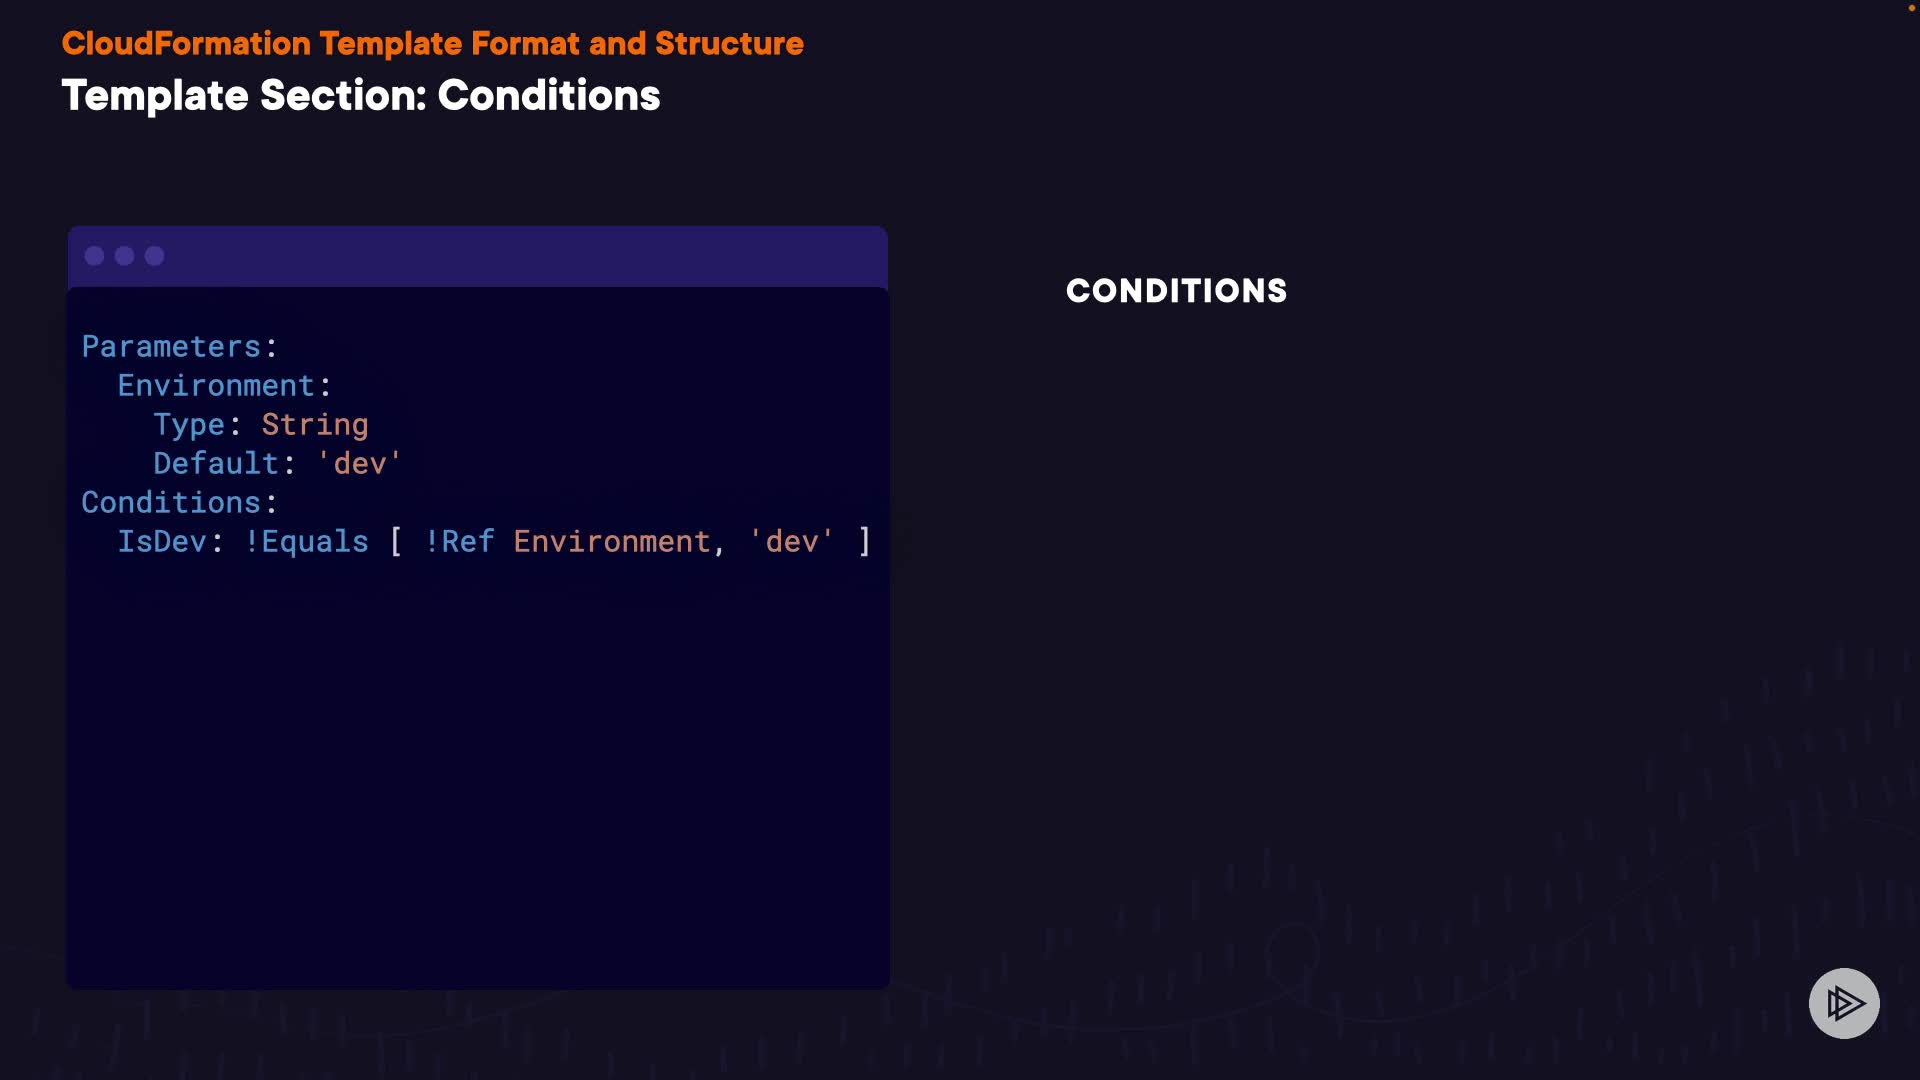 CloudFormation Template Format and Structure
Template Section: Conditions
Parameters:
  Environment:
    Type: String
    Default: 'dev'
Conditions:
  IsDev: !Equals [ !Ref Environment, 'dev' ]
CONDITIONS